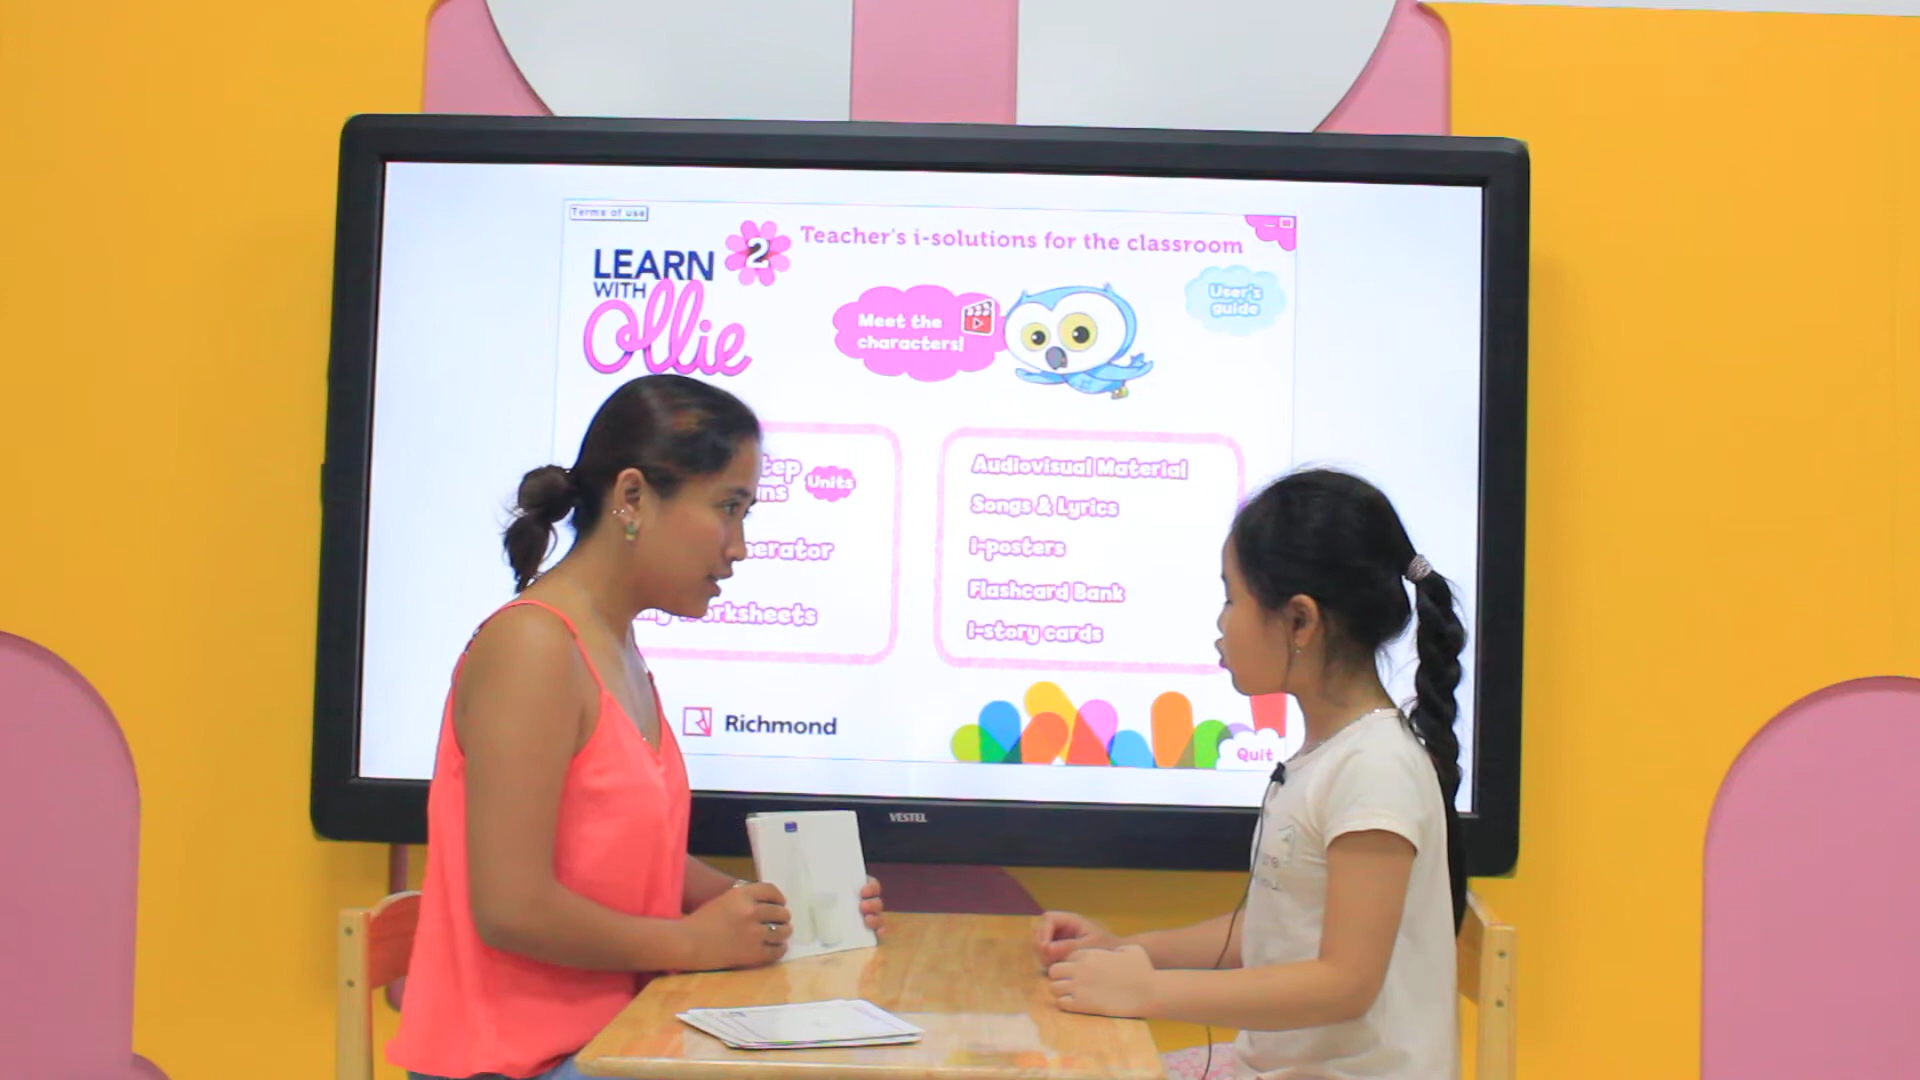 Terms of use
LEARN
WITH
Ollie
2
Teacher's i-solutions for the classroom
Meet the
characters!
User's
guide
Units
Worksheets
Audiovisual Material
Songs & Lyrics
i-posters
Flashcard Bank
i-story cards
Richmond
Quit
VESTEL